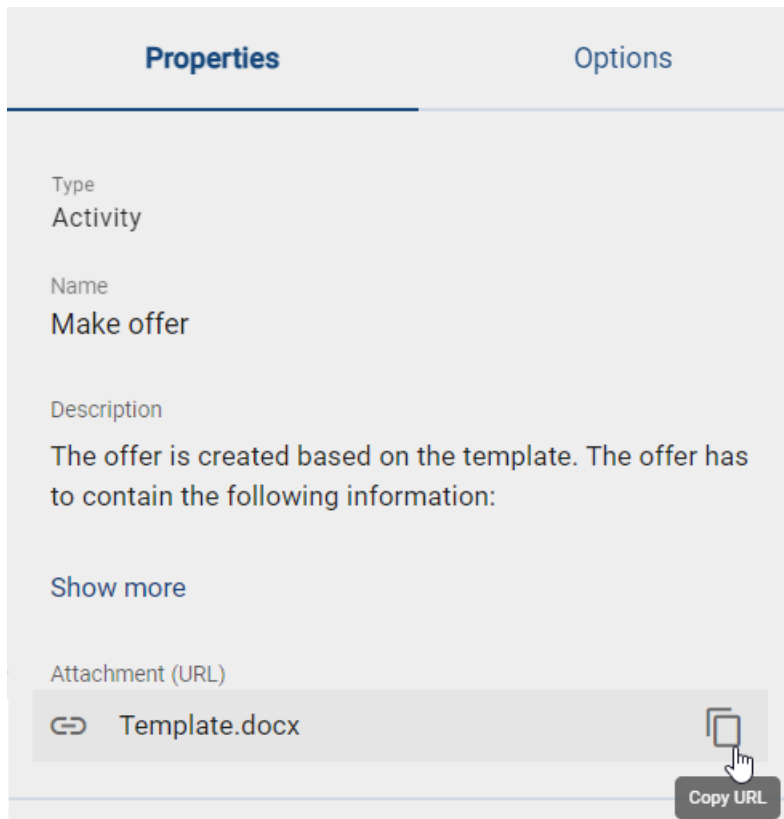 Properties Options
Type
Activity
Name
Make offer
Description
The offer is created based on the template. The offer has
to contain the following information:
Show more
Attachment (URL)
Template.docx
Copy URL